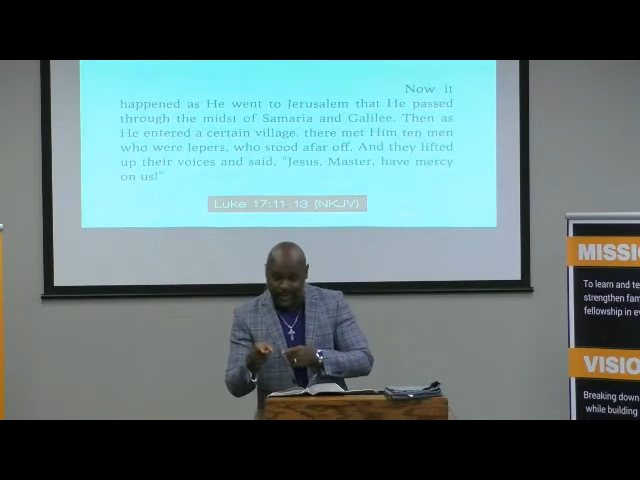 Now it
happened as He went to Jerusalem that He passed
through the midst of Samaria and Galilee. Then as
He entered a certain village, there met Him ten men
who were lepers, who stood afar off. And they lifted
up their voices and said, "Jesus, Master, have mercy
on us!"
Luke 17:11-13 (NKJV)
MISSIO
To learn and te
strengthen fam
fellowship in ev
VISIO
Breaking down
while building